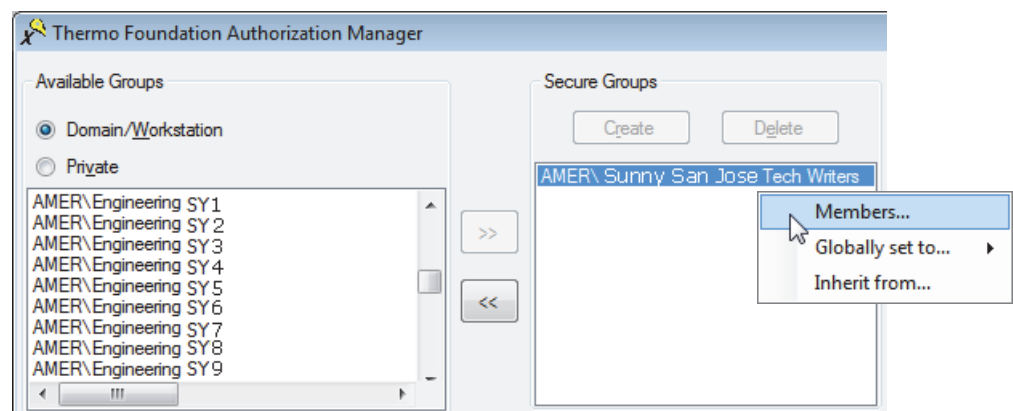 Thermo Foundation Authorization Manager
Available Groups
Domain/Workstation
Private
AMER\Engineering SY1
AMER\Engineering SY2
AMER\Engineering SY3
AMER\Engineering SY4
AMER\Engineering SY5
AMER\Engineering SY6
AMER\Engineering SY7
AMER\Engineering SY8
AMER\Engineering SY9
>>
<<
Secure Groups
Create Delete
AMER\ Sunny San Jose Tech Writers
Members...
Globally set to...
Inherit from...